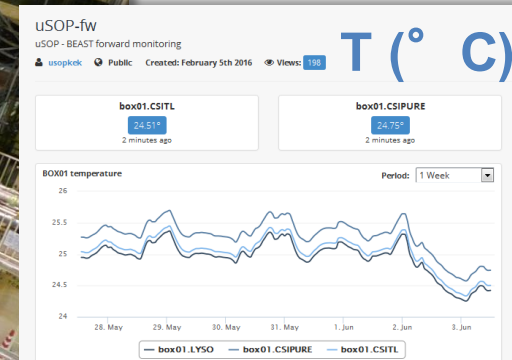 uSOP-fw
uSOP - BEAST forward monitoring
usopkek Public Created: February 5th 2016 Views: 198
T (° C)
box01.CSITL
24.51°
2 minutes ago
box01.CSIPURE
24.75°
2 minutes ago
BOX01 temperature
Period: 1 Week
26
25.5
25
24.5
24
28. May 29. May 30. May 31. May 1. Jun 2. Jun 3. Jun
box01.LYSO box01.CSIPURE box01.CSITL